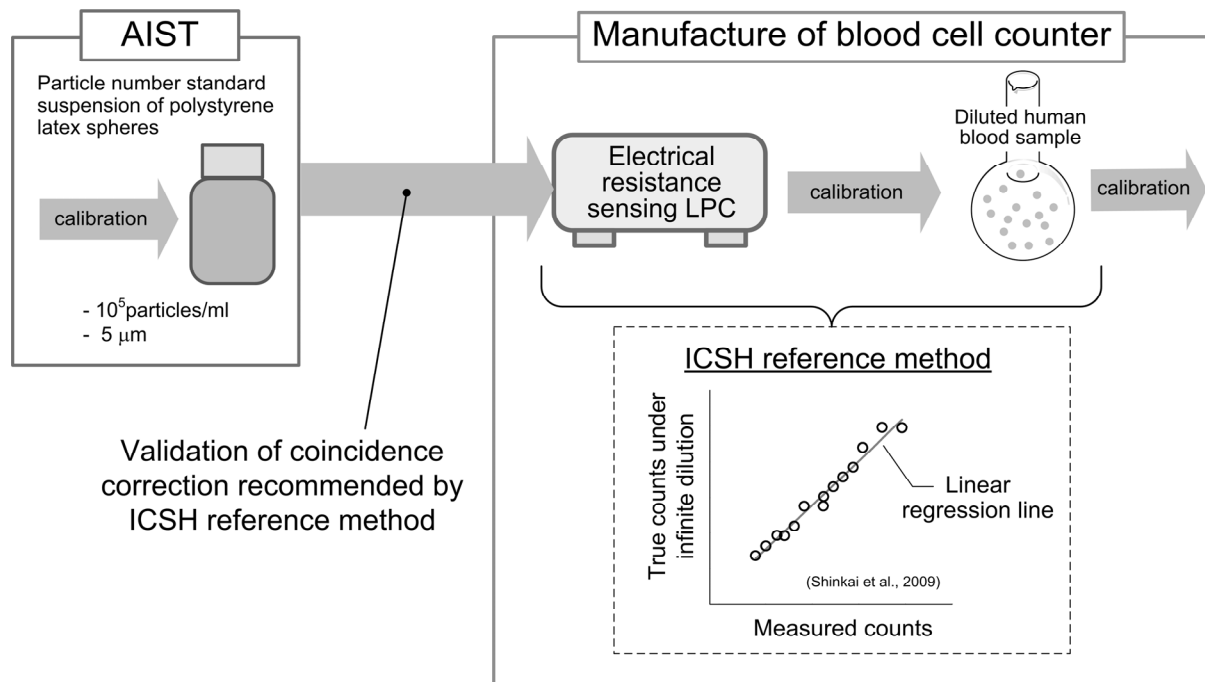 AIST
Particle number standard
suspension of polystyrene
latex spheres
calibration
- 10⁵particles/ml
- 5 μm
Manufacture of blood cell counter
Electrical
resistance
sensing LPC
calibration
Diluted human
blood sample
calibration
Validation of coincidence
correction recommended by
ICSH reference method
ICSH reference method
True counts under
infinite dilution
Linear
regression line
(Shinkai et al., 2009)
Measured counts